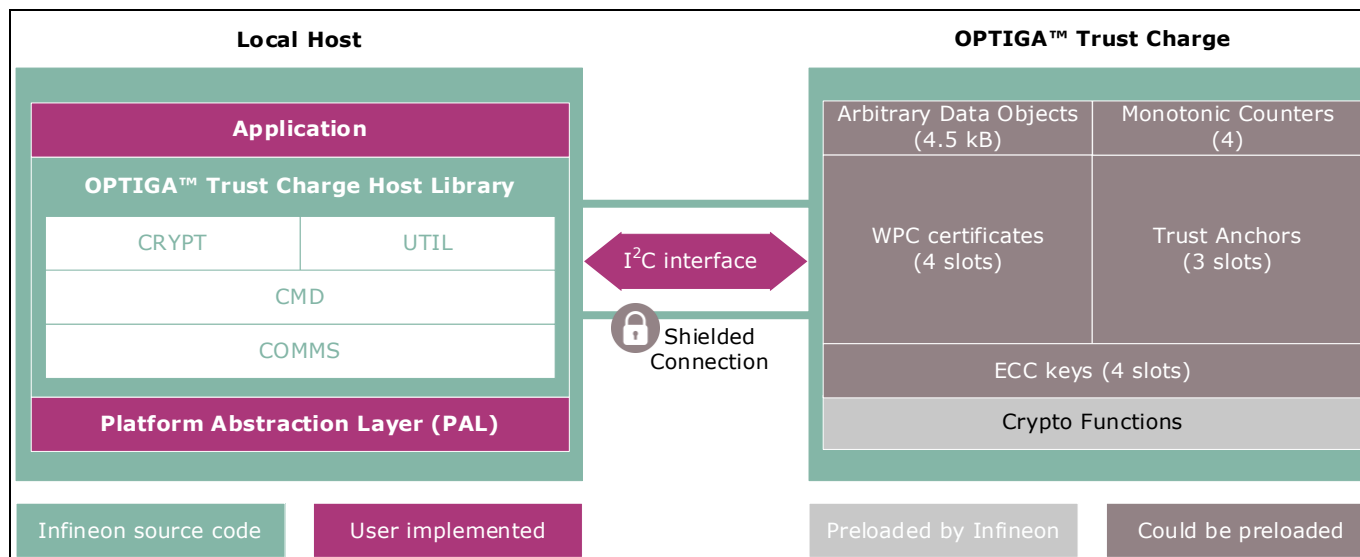 Local Host
OPTIGA™ Trust Charge
Application
OPTIGA™ Trust Charge Host Library
CRYPT
UTIL
CMD
COMMS
Platform Abstraction Layer (PAL)
I²C interface
Shielded
Connection
Arbitrary Data Objects
(4.5 kB)
Monotonic Counters
(4)
WPC certificates
(4 slots)
Trust Anchors
(3 slots)
ECC keys (4 slots)
Crypto Functions
Infineon source code
User implemented
Preloaded by Infineon
Could be preloaded